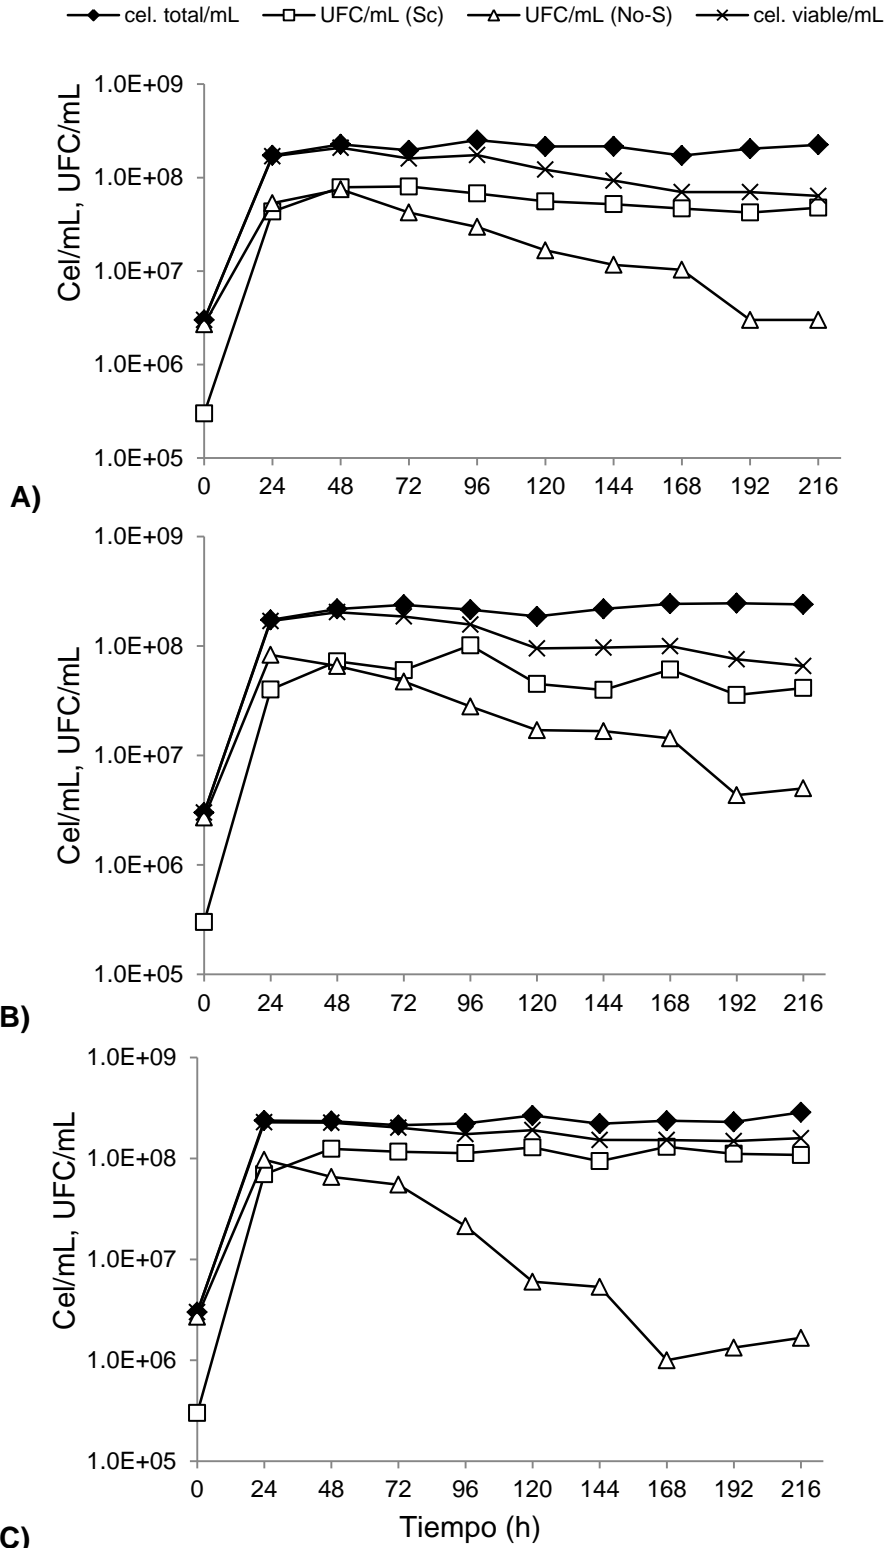 cel. total/mL UFC/mL (Sc) UFC/mL (No-S) cel. viable/mL
Cel/mL, UFC/mL
1.0E+09
1.0E+08
1.0E+07
1.0E+06
1.0E+05
0 24 48 72 96 120 144 168 192 216
A)
Cel/mL, UFC/mL
1.0E+09
1.0E+08
1.0E+07
1.0E+06
1.0E+05
0 24 48 72 96 120 144 168 192 216
B)
Cel/mL, UFC/mL
1.0E+09
1.0E+08
1.0E+07
1.0E+06
1.0E+05
0 24 48 72 96 120 144 168 192 216
Tiempo (h)
C)